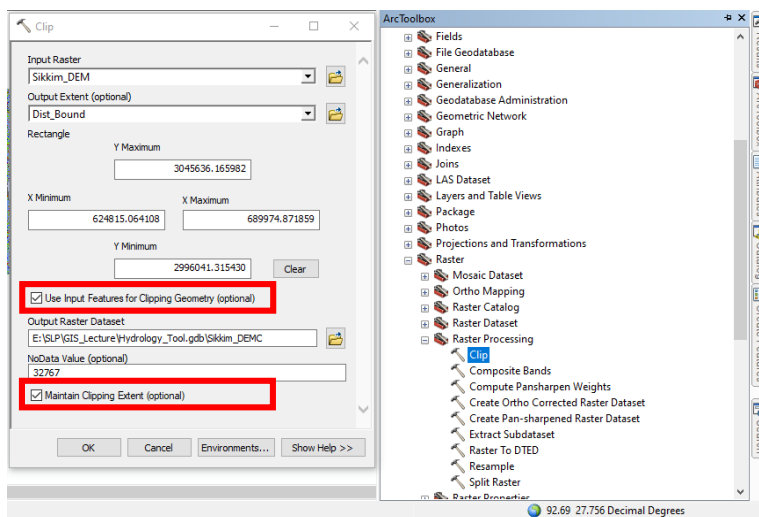 Clip
Input Raster
Sikkim_DEM
Output Extent (optional)
Dist_Bound
Rectangle
Y Maximum
3045636.165982
X Minimum
X Maximum
624815.064108
689974.871859
Y Minimum
2996041.315430
Clear
Use Input Features for Clipping Geometry (optional)
Output Raster Dataset
E:\SLP\GIS_Lecture\Hydrology_Tool.gdb\Sikkim_DEMC
NoData Value (optional)
32767
Maintain Clipping Extent (optional)
OK
Cancel
Environments...
Show Help >>
ArcToolbox
Fields
File Geodatabase
General
Generalization
Geodatabase Administration
Geometric Network
Graph
Indexes
Joins
LAS Dataset
Layers and Table Views
Package
Photos
Projections and Transformations
Raster
Mosaic Dataset
Ortho Mapping
Raster Catalog
Raster Dataset
Raster Processing
Clip
Composite Bands
Compute Pansharpen Weights
Create Ortho Corrected Raster Dataset
Create Pan-sharpened Raster Dataset
Extract Subdataset
Raster To DTED
Resample
Split Raster
Raster Properties
92.69 27.756 Decimal Degrees